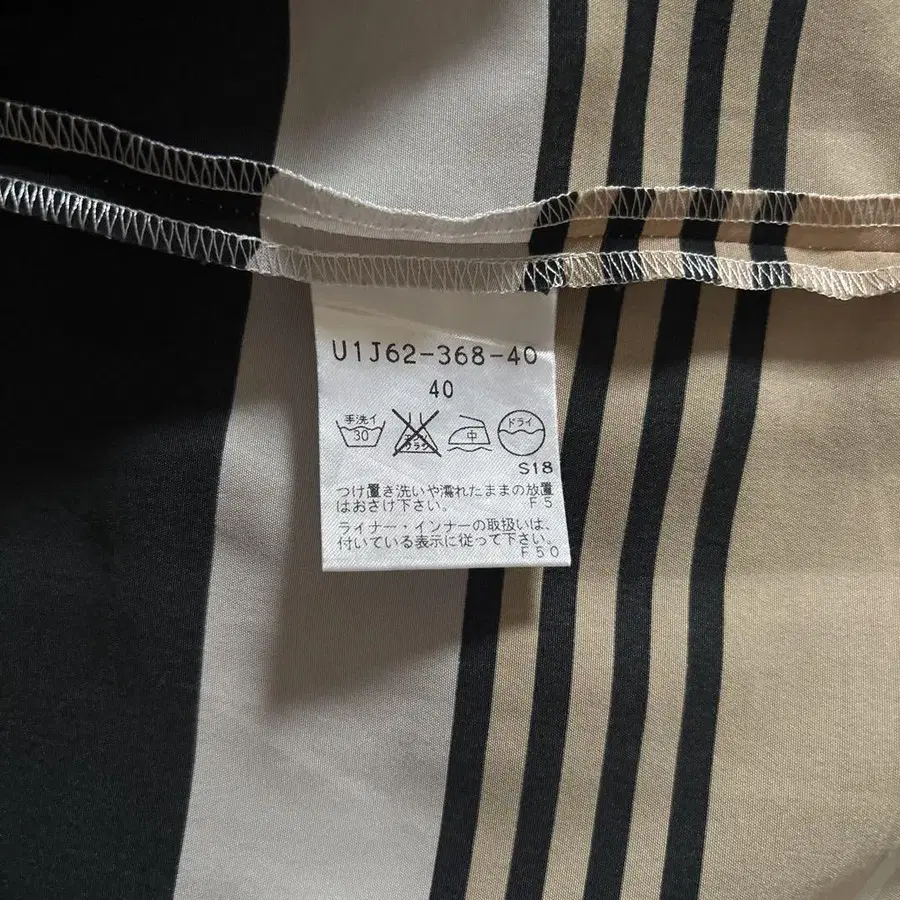 U1J62-368-40
40
手洗イ 30 中 ドライ
S18
つけ置き洗いや濡れたままの放置
はおさけ下さい。 F5
ライナー・インナーの取扱いは、
付いている表示に従って下さい。
F50